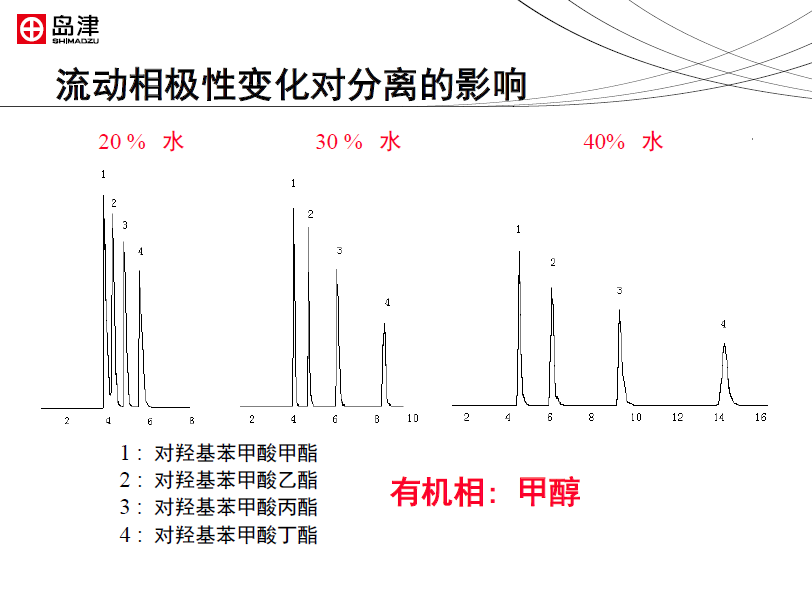 岛津
SHIMADZU
流动相极性变化对分离的影响
20 % 水
30 % 水
40% 水
1
2
3
4
1
2
3
4
1
2
3
4
2 4 6 8
2 4 6 8 10
2 4 6 8 10 12 14 16
1： 对羟基苯甲酸甲酯
2： 对羟基苯甲酸乙酯
3： 对羟基苯甲酸丙酯
4： 对羟基苯甲酸丁酯
有机相：甲醇